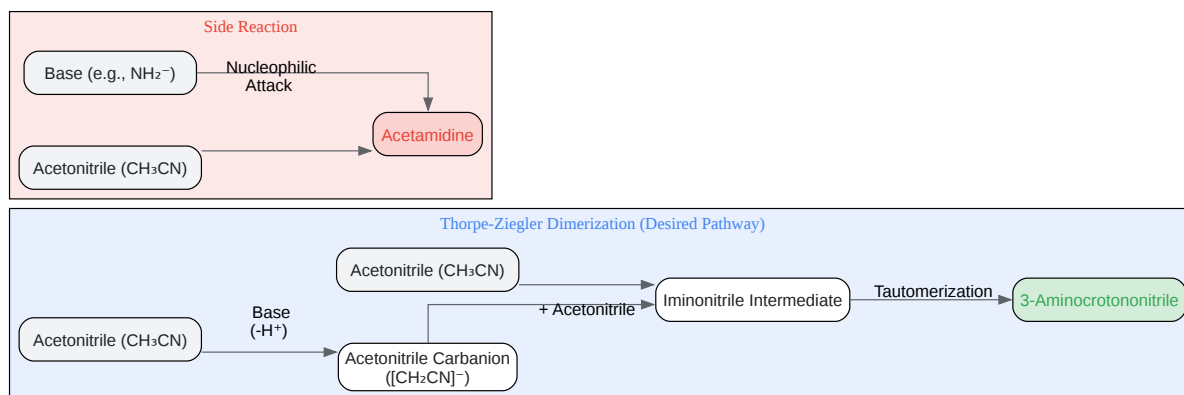 Side Reaction
Base (e.g., NH₂⁻)
Nucleophilic
Attack
Acetamidine
Acetonitrile (CH₃CN)
Thorpe-Ziegler Dimerization (Desired Pathway)
Acetonitrile (CH₃CN)
Iminonitrile Intermediate
Tautomerization
3-Aminocrotononitrile
+ Acetonitrile
Acetonitrile (CH₃CN)
Base
(-H⁺)
Acetonitrile Carbanion
([CH₂CN]⁻)